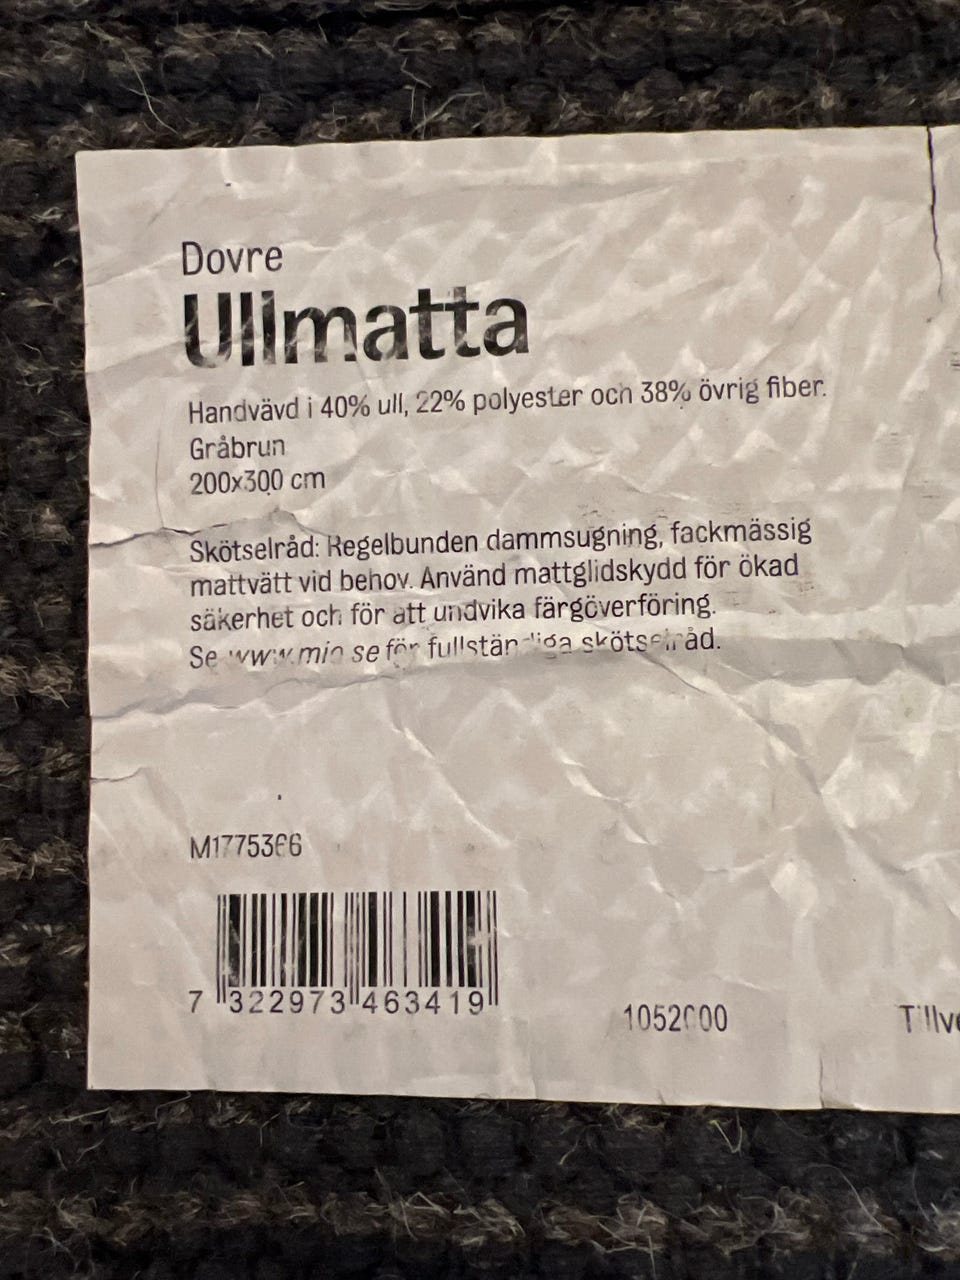 Dovre
Ullmatta
Handvävd i 40% ull, 22% polyester och 38% övrig fiber.
Gråbrun
200x300 cm
Skötselråd: Regelbunden dammsugning, fackmässig
mattvätt vid behov. Använd mattglidskydd för ökad
säkerhet och för att undvika färgöverföring.
Se www.mio.se för fullständiga skötselråd.
M1775366
7 322973 463419
1052000
Tillve